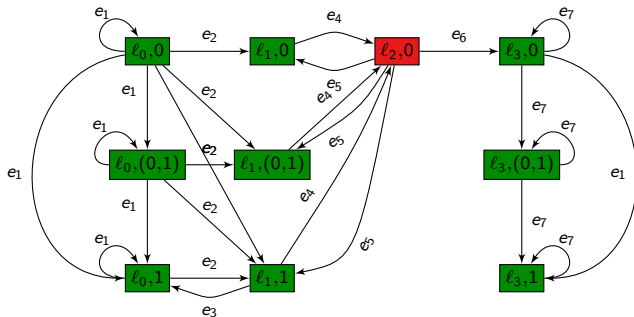 e₁ e₄ e₇
ℓ₀,0 e₂ ℓ₁,0 ℓ₂,0 e₆ ℓ₃,0
e₅
e₁ e₂ e₄ e₇
e₁ e₂ e₅ e₇
e₁ ℓ₀,(0,1) ℓ₁,(0,1) ℓ₃,(0,1) e₁
e₁ e₂ e₄ e₇
e₁ e₅ e₇
ℓ₀,1 e₂ ℓ₁,1 ℓ₃,1
e₃